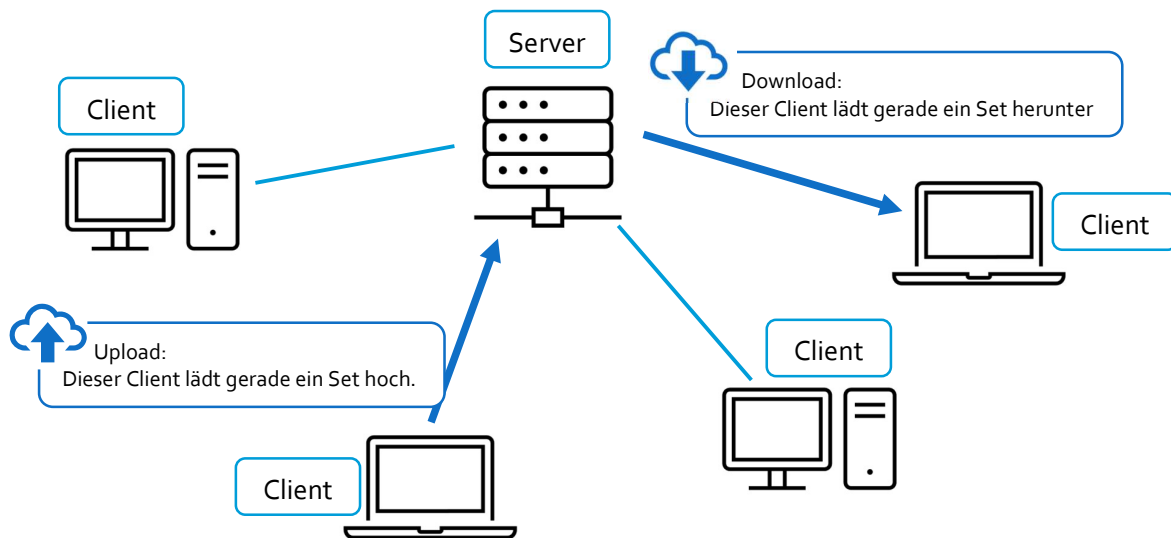 Server
Download:
Dieser Client lädt gerade ein Set herunter
Client
Client
Upload:
Dieser Client lädt gerade ein Set hoch.
Client
Client